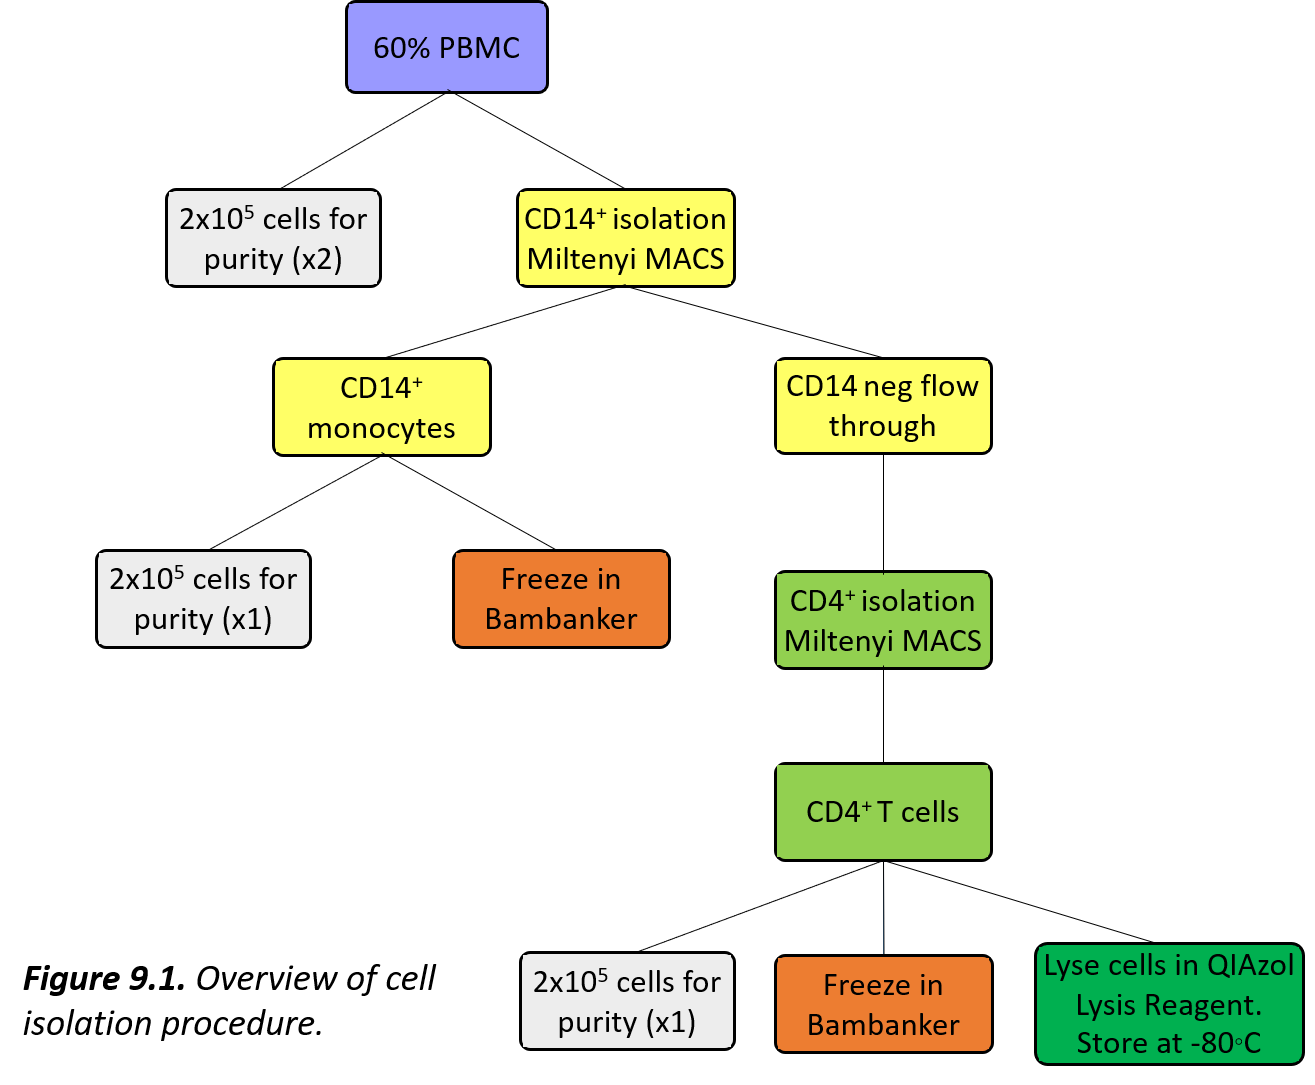 60% PBMC
2x10⁵ cells for
purity (x2)
CD14⁺ isolation
Miltenyi MACS
CD14⁺
monocytes
CD14 neg flow
through
2x10⁵ cells for
purity (x1)
Freeze in
Bambanker
CD4⁺ isolation
Miltenyi MACS
CD4⁺ T cells
2x10⁵ cells for
purity (x1)
Freeze in
Bambanker
Lyse cells in QIAzol
Lysis Reagent.
Store at -80◦C
Figure 9.1. Overview of cell
isolation procedure.